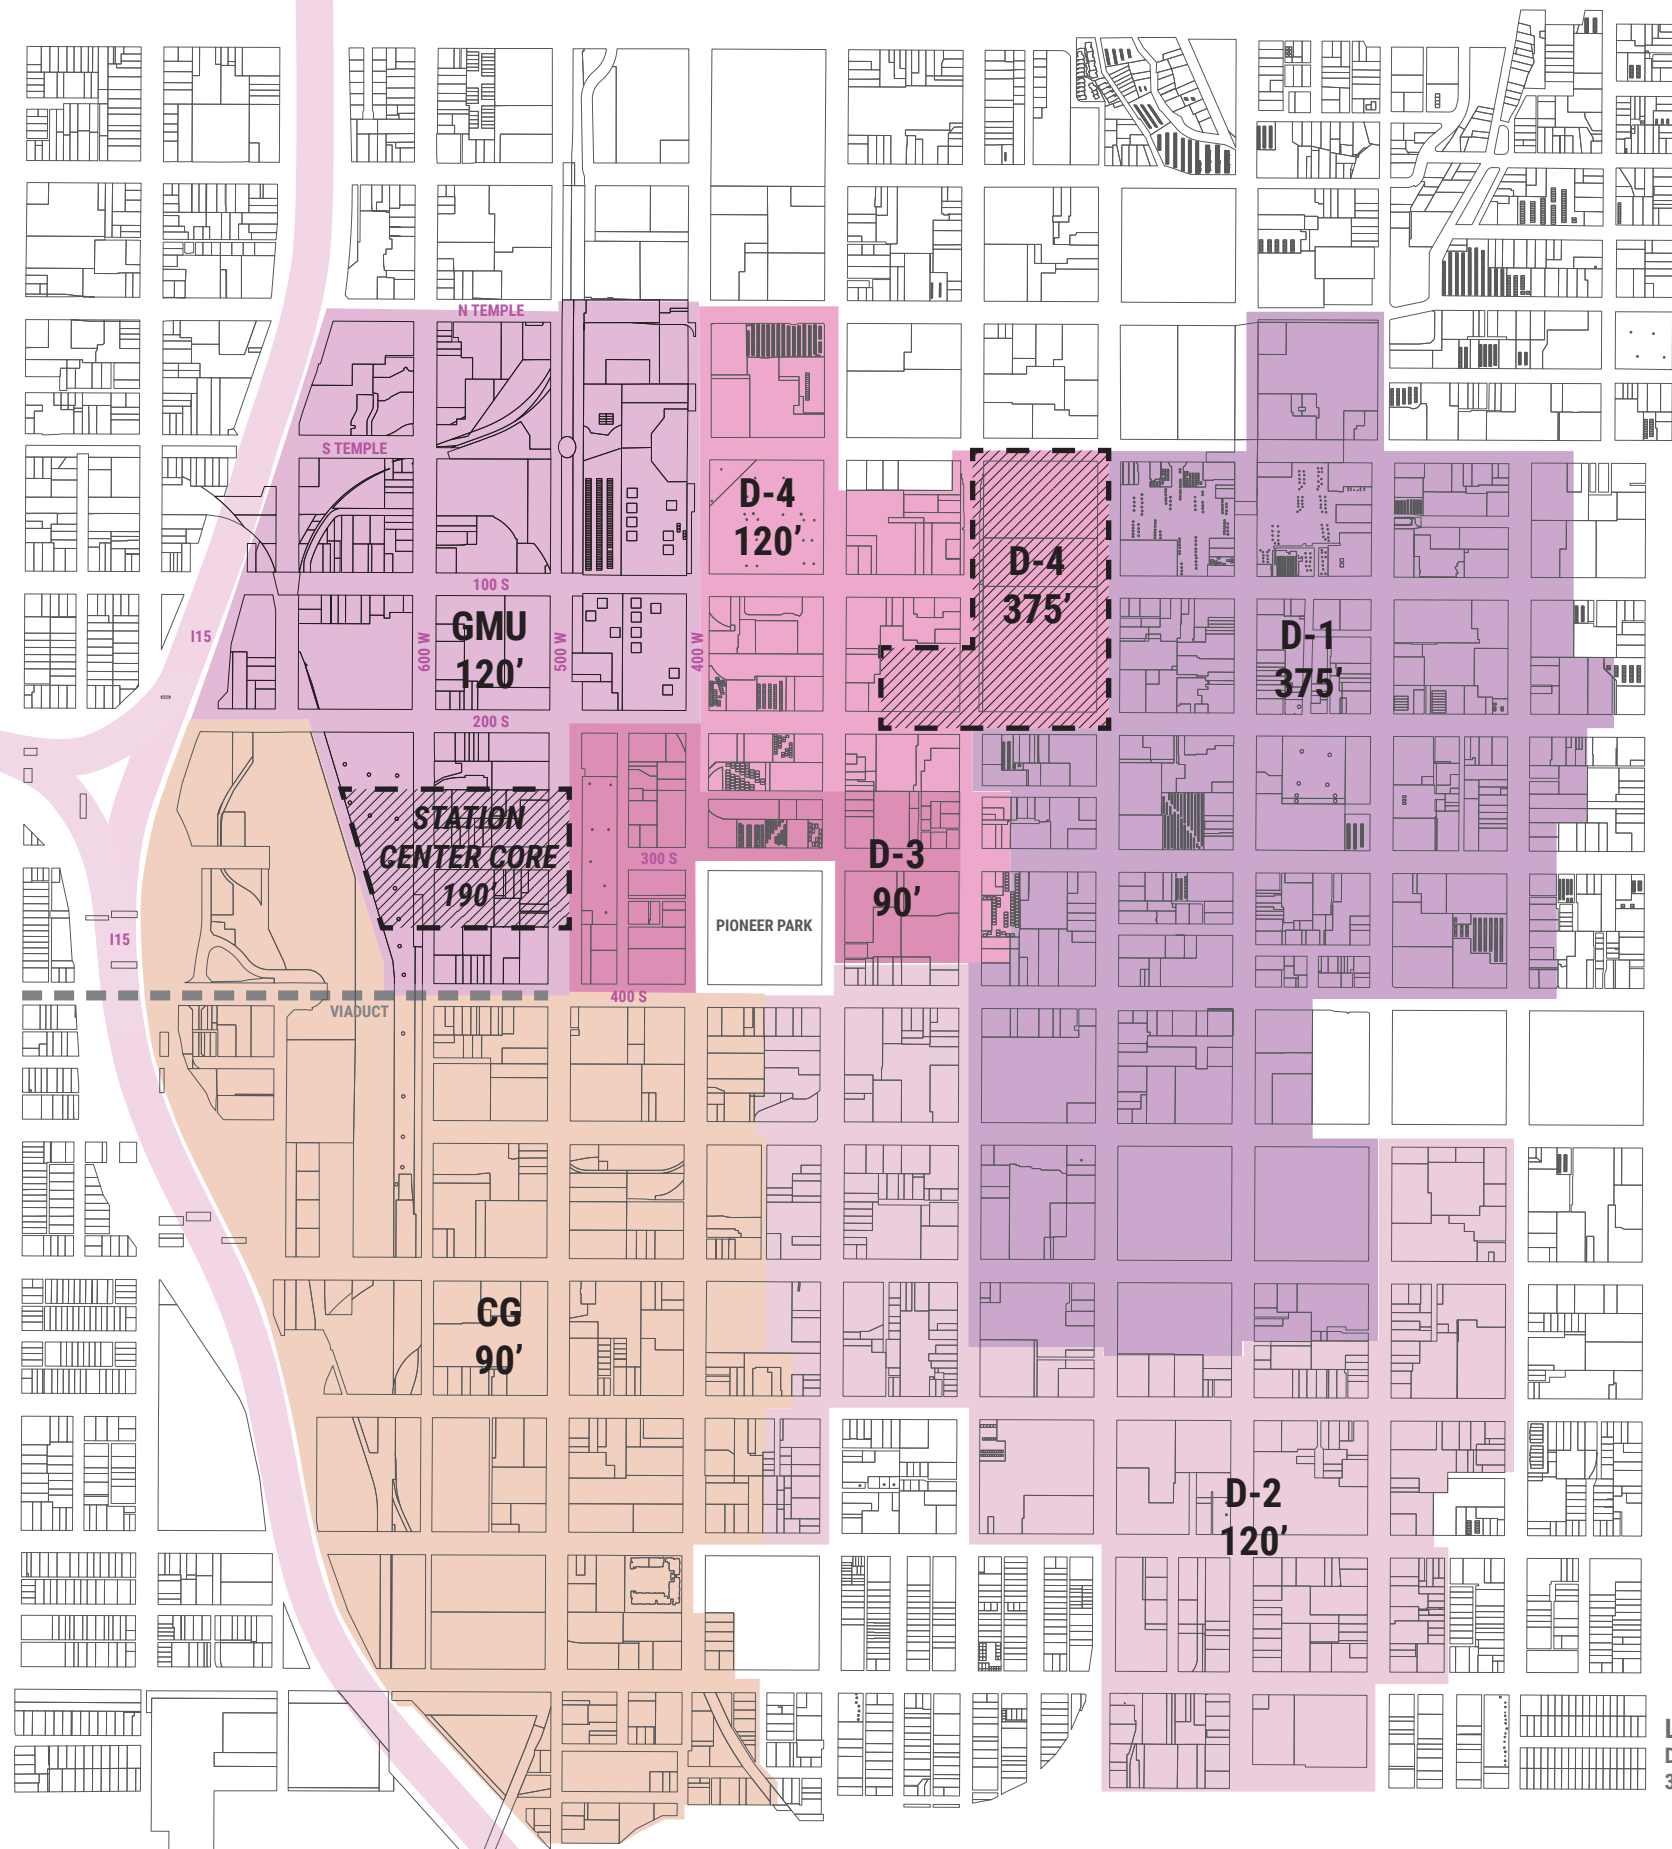 N TEMPLE
S TEMPLE
D-4
120'
D-4
375'
100 S
I15
600 W
GMU
120'
500 W
400 W
D-1
375'
200 S
STATION
CENTER CORE
190'
300 S
D-3
90'
PIONEER PARK
I15
400 S
VIADUCT
CG
90'
D-2
120'